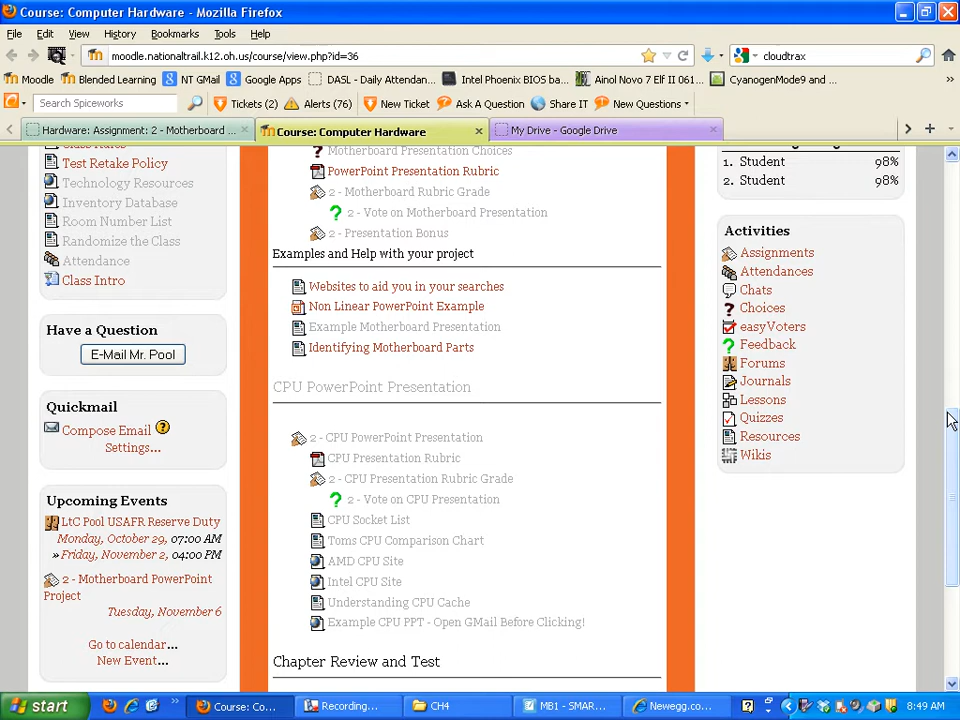 Course: Computer Hardware - Mozilla Firefox
File Edit View History Bookmarks Tools Help
moodle.nationaltrail.k12.oh.us/course/view.php?id=36
cloudtrax
Moodle Blended Learning NT GMail Google Apps DASL - Daily Attendan... Intel Phoenix BIOS ba... Ainol Novo 7 Elf II 061... CyanogenMode9 and ...
Search Spiceworks Tickets (2) Alerts (76) New Ticket Ask A Question Share IT New Questions
Hardware: Assignment: 2 - Motherboard ... Course: Computer Hardware My Drive - Google Drive
Class Rules
Test Retake Policy
Technology Resources
Inventory Database
Room Number List
Randomize the Class
Attendance
Class Intro
Have a Question
E-Mail Mr. Pool
Quickmail
Compose Email
Settings...
Upcoming Events
LtC Pool USAFR Reserve Duty
Monday, October 29, 07:00 AM
» Friday, November 2, 04:00 PM
2 - Motherboard PowerPoint
Project
Tuesday, November 6
Go to calendar...
New Event...
Motherboard Presentation Choices
PowerPoint Presentation Rubric
2 - Motherboard Rubric Grade
2 - Vote on Motherboard Presentation
2 - Presentation Bonus
Examples and Help with your project
Websites to aid you in your searches
Non Linear PowerPoint Example
Example Motherboard Presentation
Identifying Motherboard Parts
CPU PowerPoint Presentation
2 - CPU PowerPoint Presentation
CPU Presentation Rubric
2 - CPU Presentation Rubric Grade
2 - Vote on CPU Presentation
CPU Socket List
Toms CPU Comparison Chart
AMD CPU Site
Intel CPU Site
Understanding CPU Cache
Example CPU PPT - Open GMail Before Clicking!
Chapter Review and Test
1. Student 98%
2. Student 98%
Activities
Assignments
Attendances
Chats
Choices
easyVoters
Feedback
Forums
Journals
Lessons
Quizzes
Resources
Wikis
start Course: Co... Recording... CH4 MB1 - SMAR... Newegg.co... 8:49 AM